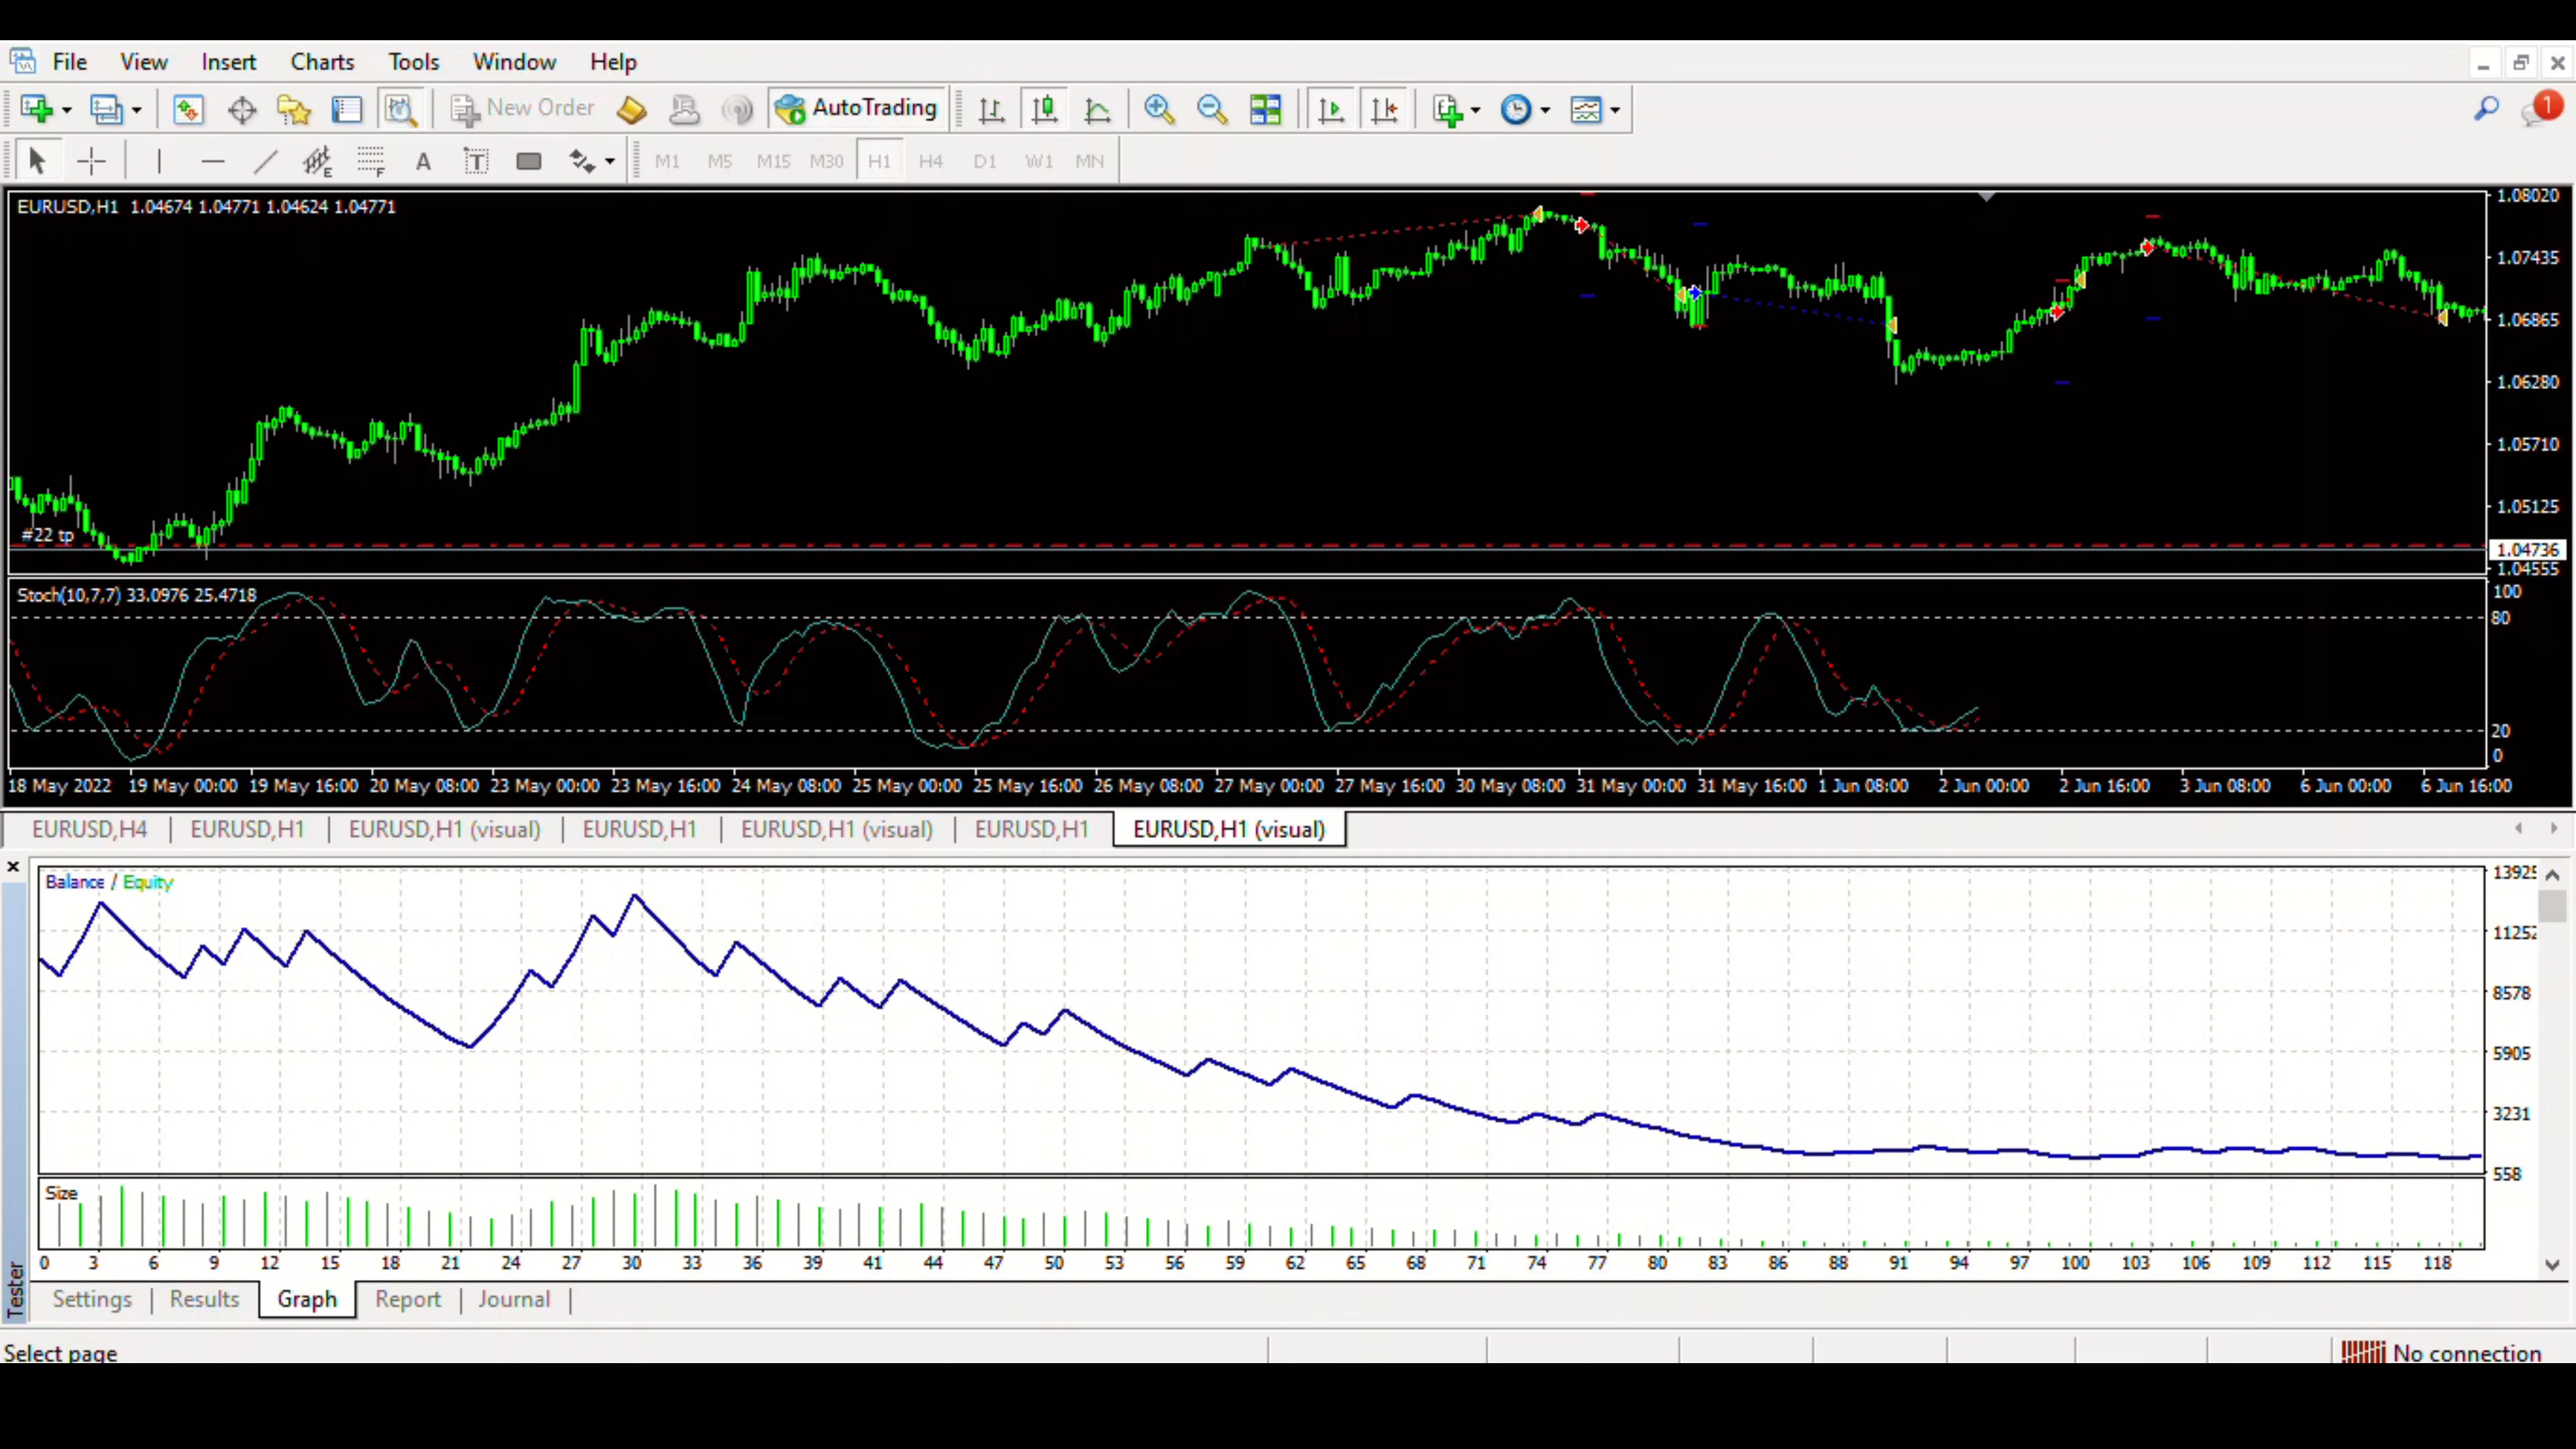 File View Insert Charts Tools Window Help
New Order AutoTrading 1
A T E F M1 M5 M15 M30 H1 H4 D1 W1 MN
EURUSD,H1 1.04674 1.04771 1.04624 1.04771
1.08020
1.07435
1.06865
1.06280
1.05710
1.05125
#22 tp
1.04736
1.04555
Stoch(10,7,7) 33.0976 25.4718
100
80
20
0
18 May 2022 19 May 00:00 19 May 16:00 20 May 08:00 23 May 00:00 23 May 16:00 24 May 08:00 25 May 00:00 25 May 16:00 26 May 08:00 27 May 00:00 27 May 16:00 30 May 08:00 31 May 00:00 31 May 16:00 1 Jun 08:00 2 Jun 00:00 2 Jun 16:00 3 Jun 08:00 6 Jun 00:00 6 Jun 16:00
EURUSD,H4 EURUSD,H1 EURUSD,H1 (visual) EURUSD,H1 EURUSD,H1 (visual) EURUSD,H1 EURUSD,H1 (visual)
Balance / Equity
13925
11252
8578
5905
3231
558
Size
0 3 6 9 12 15 18 21 24 27 30 33 36 39 41 44 47 50 53 56 59 62 65 68 71 74 77 80 83 86 88 91 94 97 100 103 106 109 112 115 118
Tester
Settings Results Graph Report Journal
Select page
No connection